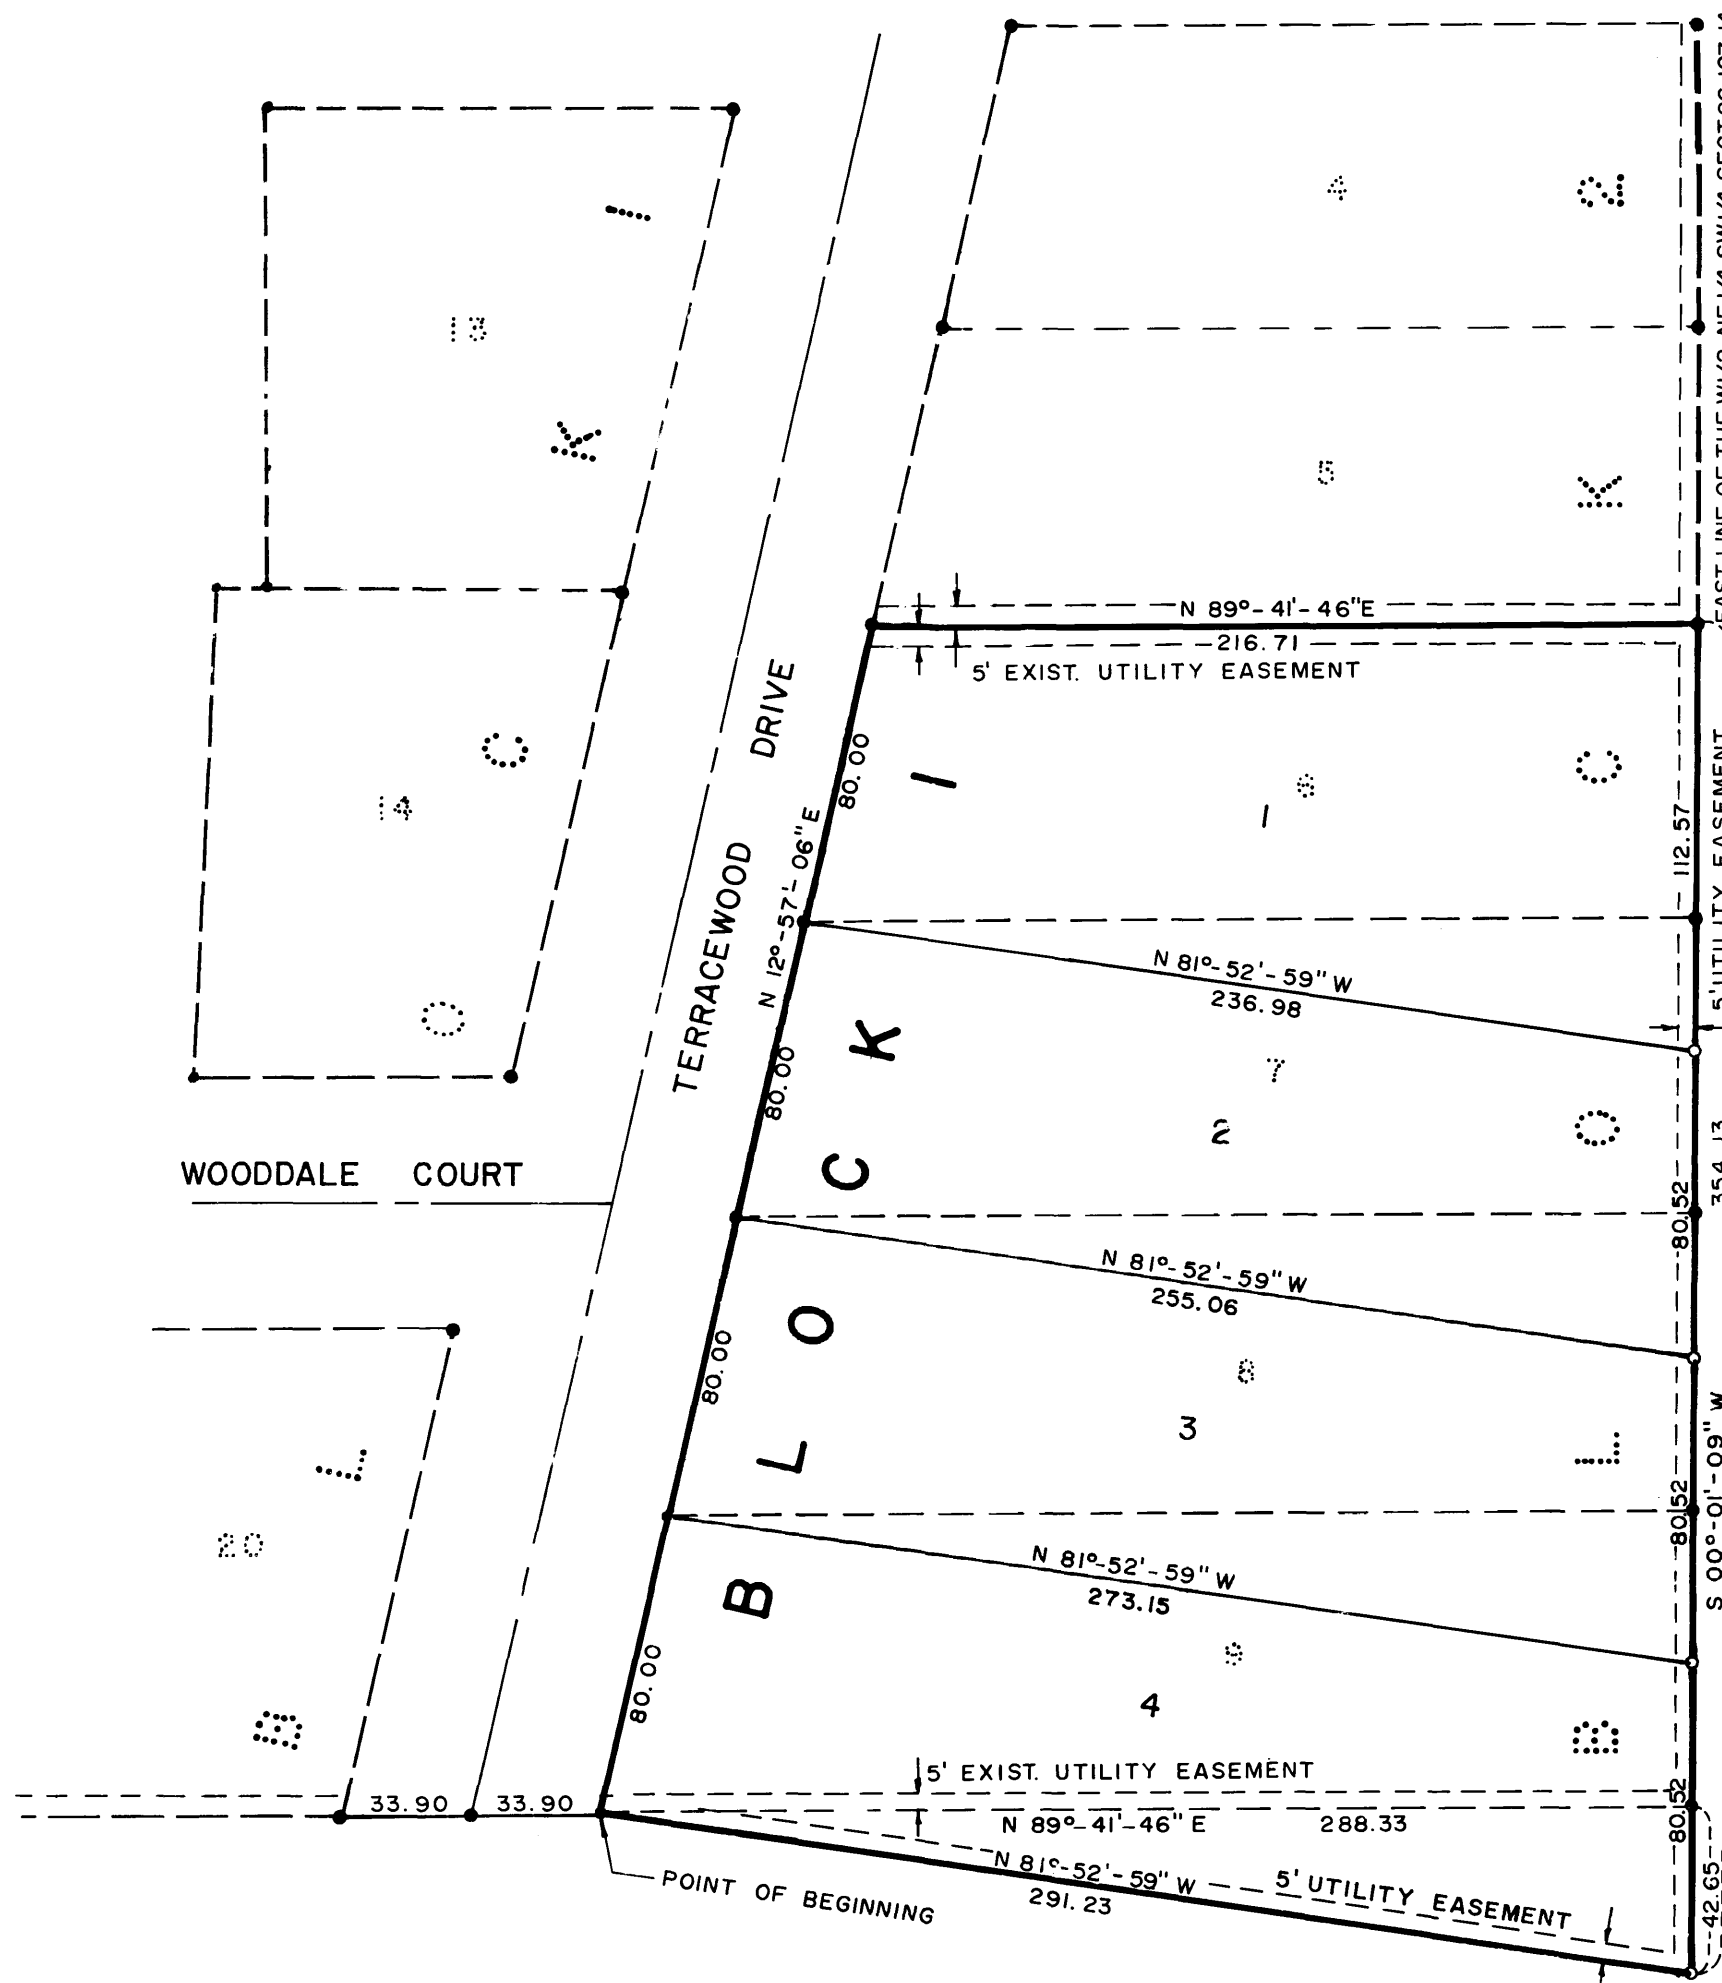 4
2
13
I
K
5
K
N 89°-41'-46"E
216.71
5' EXIST. UTILITY EASEMENT
14
C
O
TERRACEWOOD DRIVE
N 12°-57'-06"E
80.00
80.00
80.00
80.00
WOODDALE COURT
BLOCK 1
6
1
C
112.57
5' UTILITY EASEMENT
N 81°-52'-59" W
236.98
7
2
O
80.52
354.13
N 81°-52'-59" W
255.06
8
3
L
80.52
S 00°-01'-09" W
N 81°-52'-59" W
273.15
9
4
B
80.52
L
20
B
33.90
33.90
5' EXIST. UTILITY EASEMENT
N 89°-41'-46" E
288.33
N 81°-52'-59" W
291.23
5' UTILITY EASEMENT
42.65
POINT OF BEGINNING